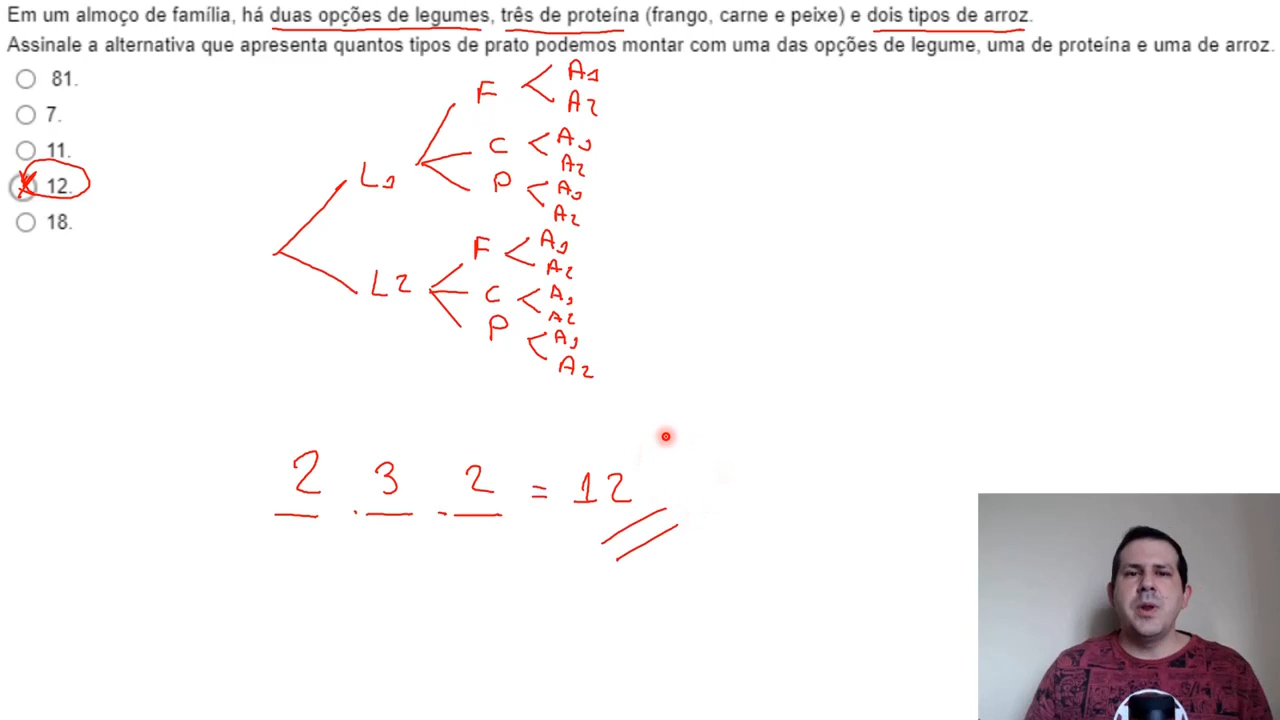 Em um almoço de família, há duas opções de legumes, três de proteína (frango, carne e peixe) e dois tipos de arroz.
Assinale a alternativa que apresenta quantos tipos de prato podemos montar com uma das opções de legume, uma de proteína e uma de arroz.
81.
7.
11.
12.
18.
L1
F
A1
A2
C
A1
A2
P
A1
A2
L2
F
A1
A2
C
A1
A2
P
A1
A2
2 . 3 . 2 = 12